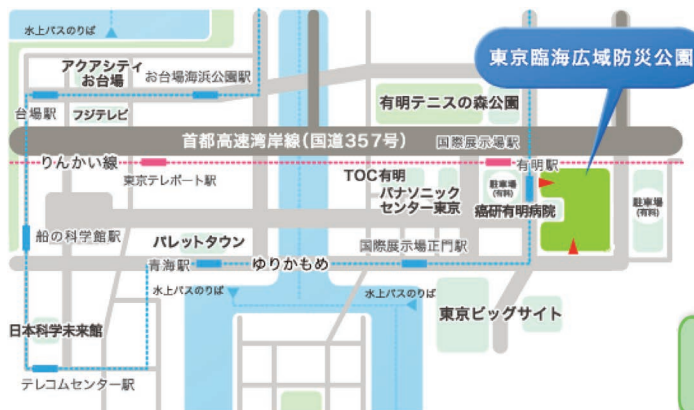 水上バスのりば
アクアシティ
お台場
お台場海浜公園駅
東京臨海広域防災公園
台場駅
フジテレビ
有明テニスの森公園
首都高速湾岸線(国道357号)
国際展示場駅
りんかい線
有明駅
東京テレポート駅
TOC有明
パナソニック
センター東京
駐車場
(有料)
癌研有明病院
駐車場
(有料)
船の科学館駅
パレットタウン
国際展示場正門駅
青海駅
ゆりかもめ
水上バスのりば
水上バスのりば
東京ビッグサイト
日本科学未来館
テレコムセンター駅